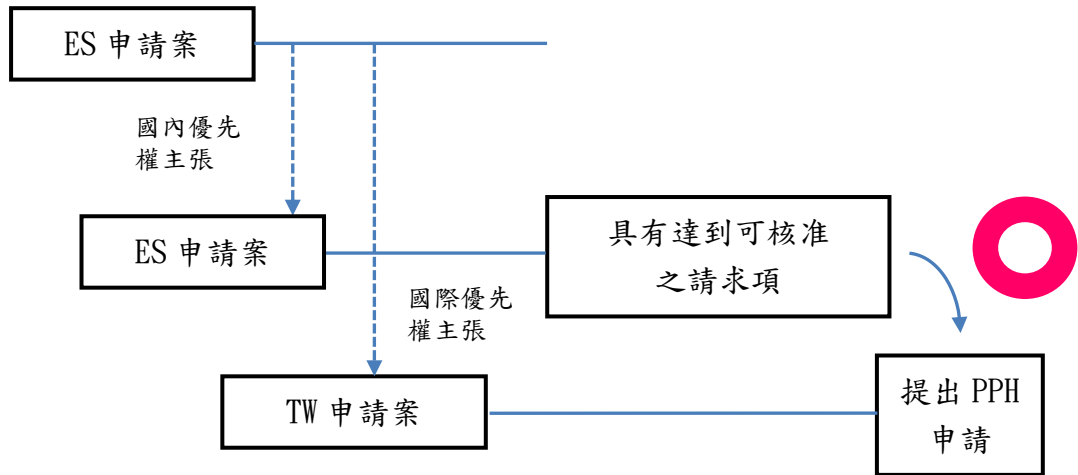 ES 申請案
國內優先
權主張
ES 申請案
具有達到可核准
之請求項
國際優先
權主張
TW 申請案
提出 PPH
申請